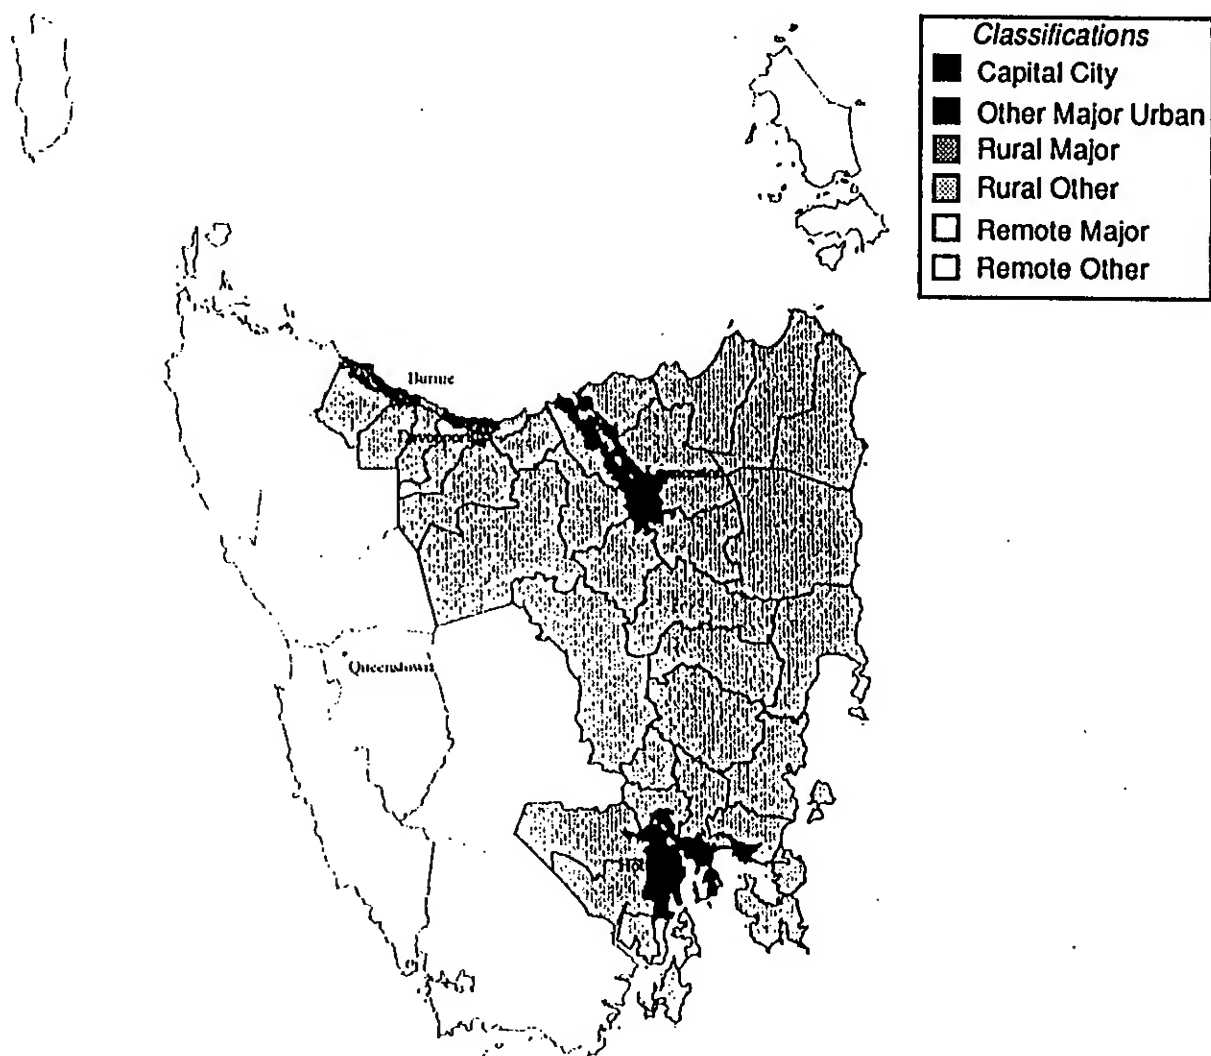 Classifications
Capital City
Other Major Urban
Rural Major
Rural Other
Remote Major
Remote Other
Burnie
Devonport
Queenstown